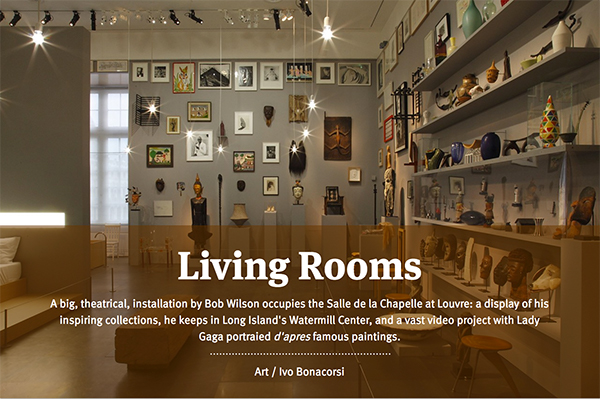 Living Rooms
A big, theatrical, installation by Bob Wilson occupies the Salle de la Chapelle at Louvre: a display of his
inspiring collections, he keeps in Long Island's Watermill Center, and a vast video project with Lady
Gaga portraied d'apres famous paintings.
Art / Ivo Bonacorsi